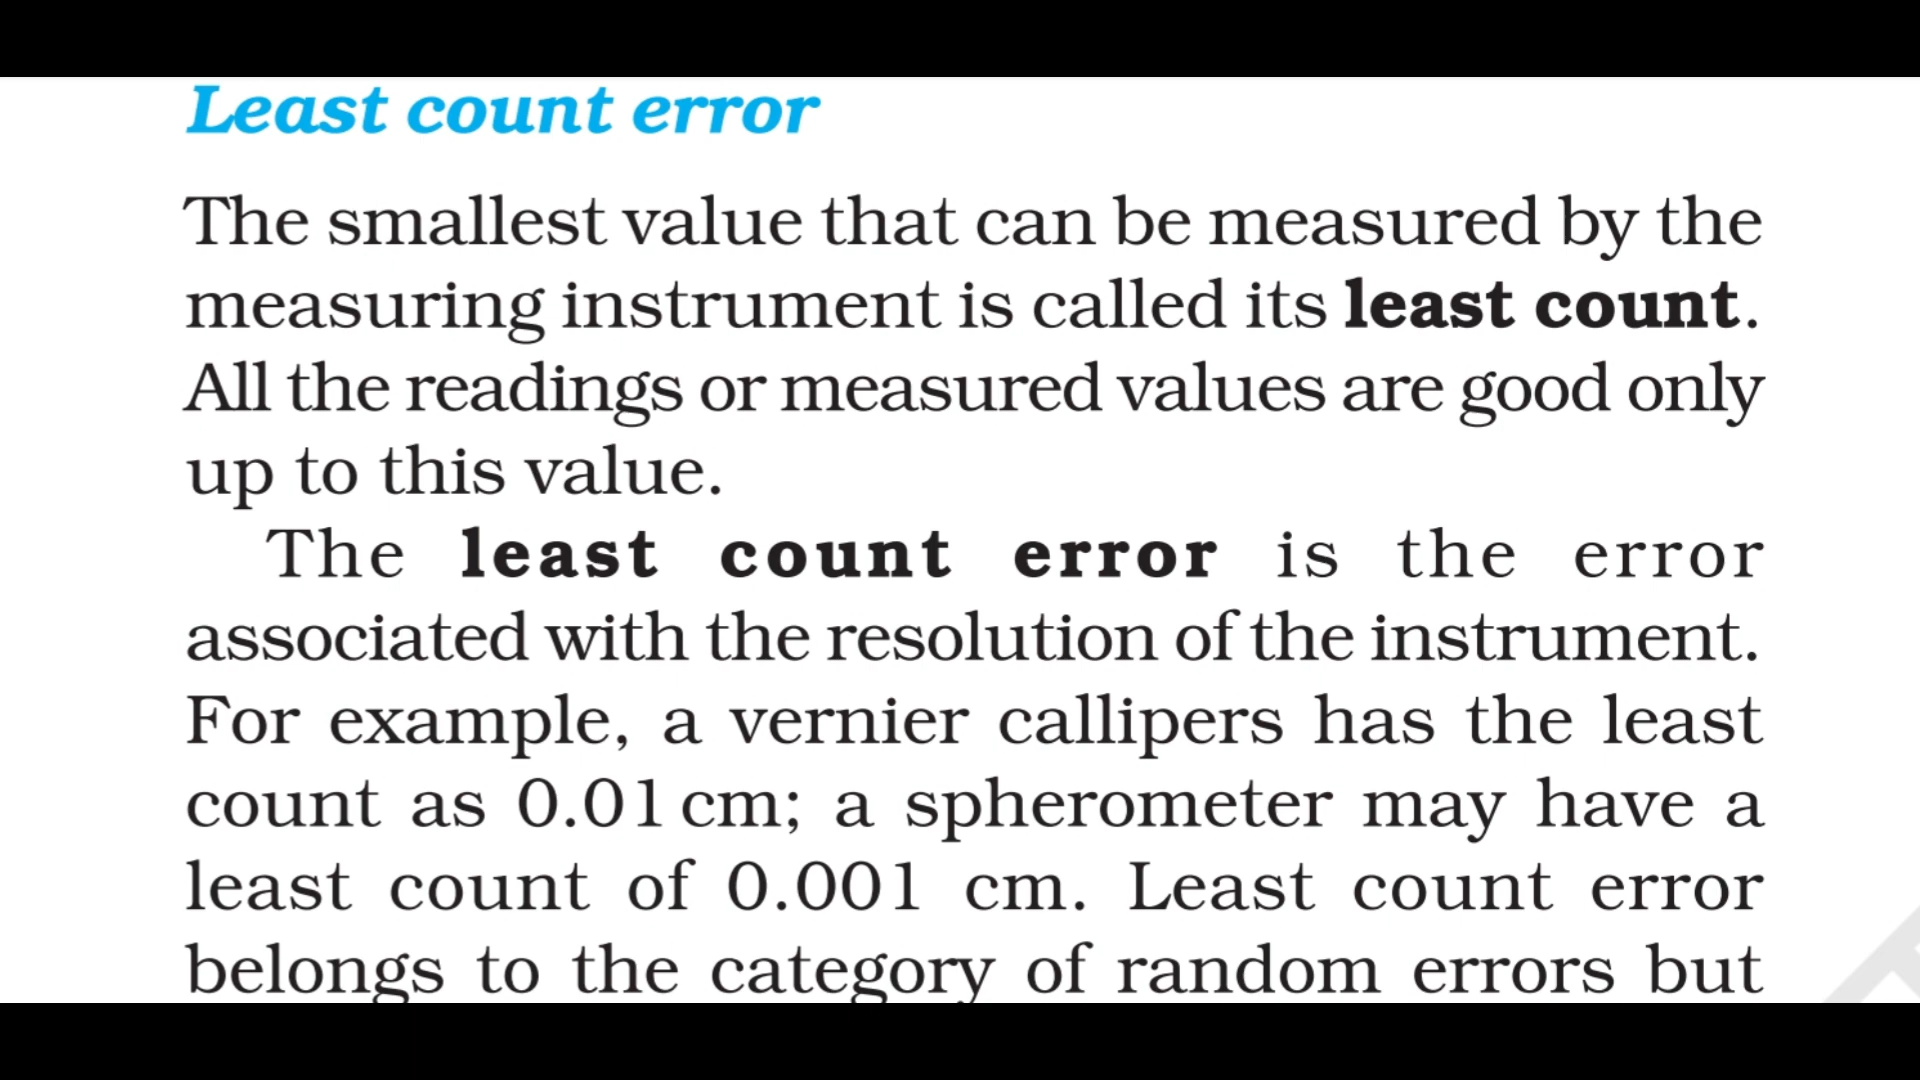 Least count error
The smallest value that can be measured by the
measuring instrument is called its least count.
All the readings or measured values are good only
up to this value.
The least count error is the error
associated with the resolution of the instrument.
For example, a vernier callipers has the least
count as 0.01 cm; a spherometer may have a
least count of 0.001 cm. Least count error
belongs to the category of random errors but